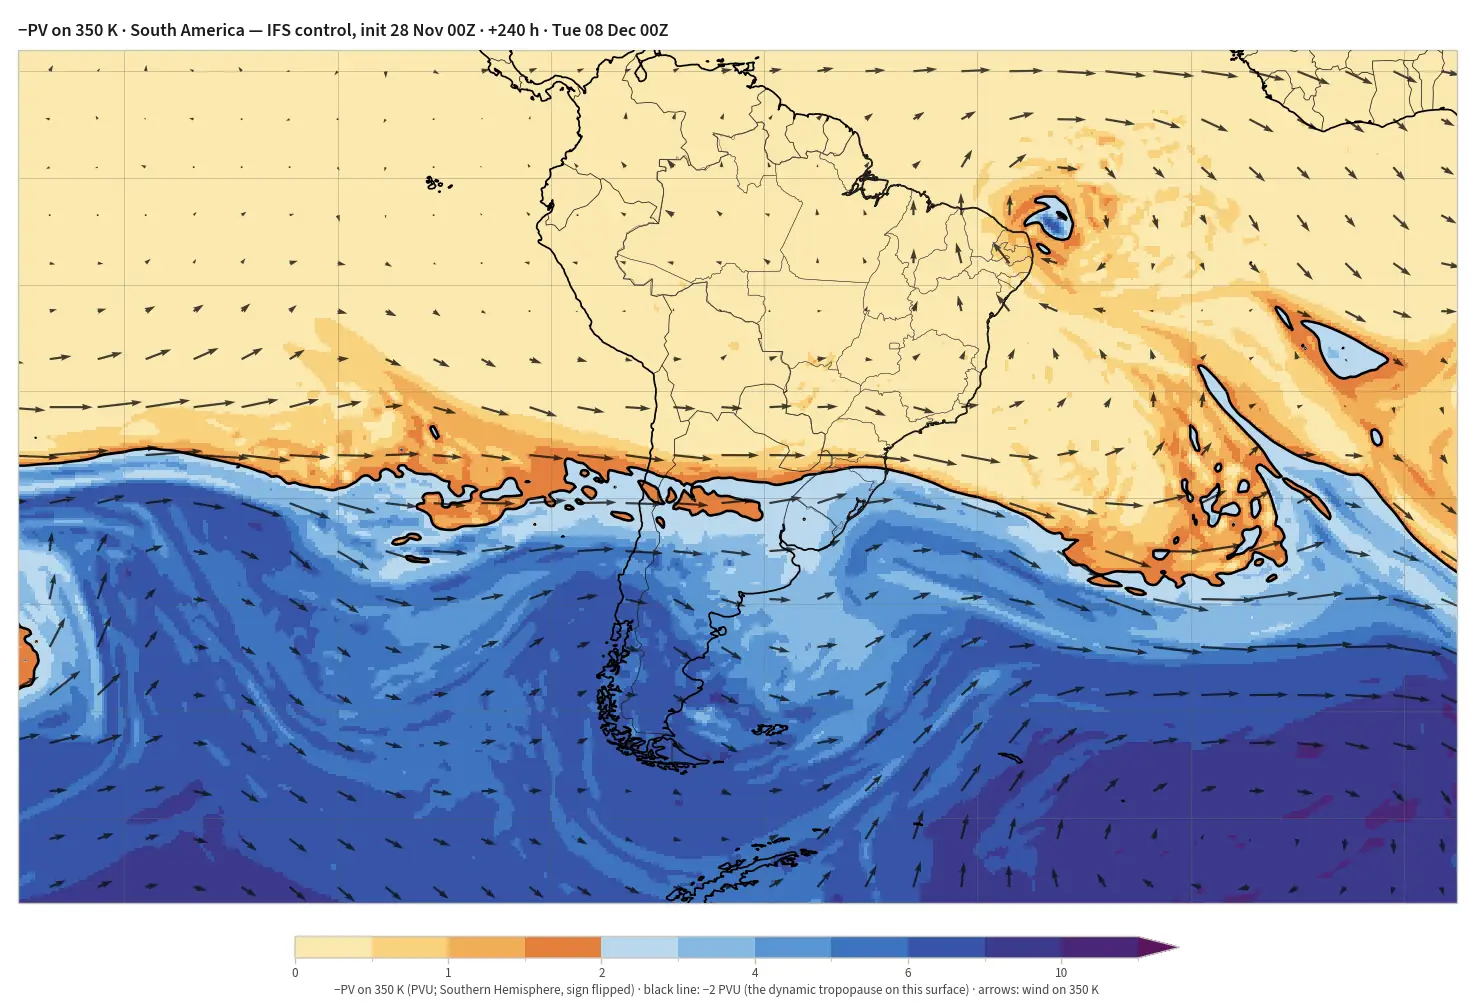 −PV on 350 K · South America — IFS control, init 28 Nov 00Z · +240 h · Tue 08 Dec 00Z
0 1 2 4 6 10
−PV on 350 K (PVU; Southern Hemisphere, sign flipped) · black line: −2 PVU (the dynamic tropopause on this surface) · arrows: wind on 350 K